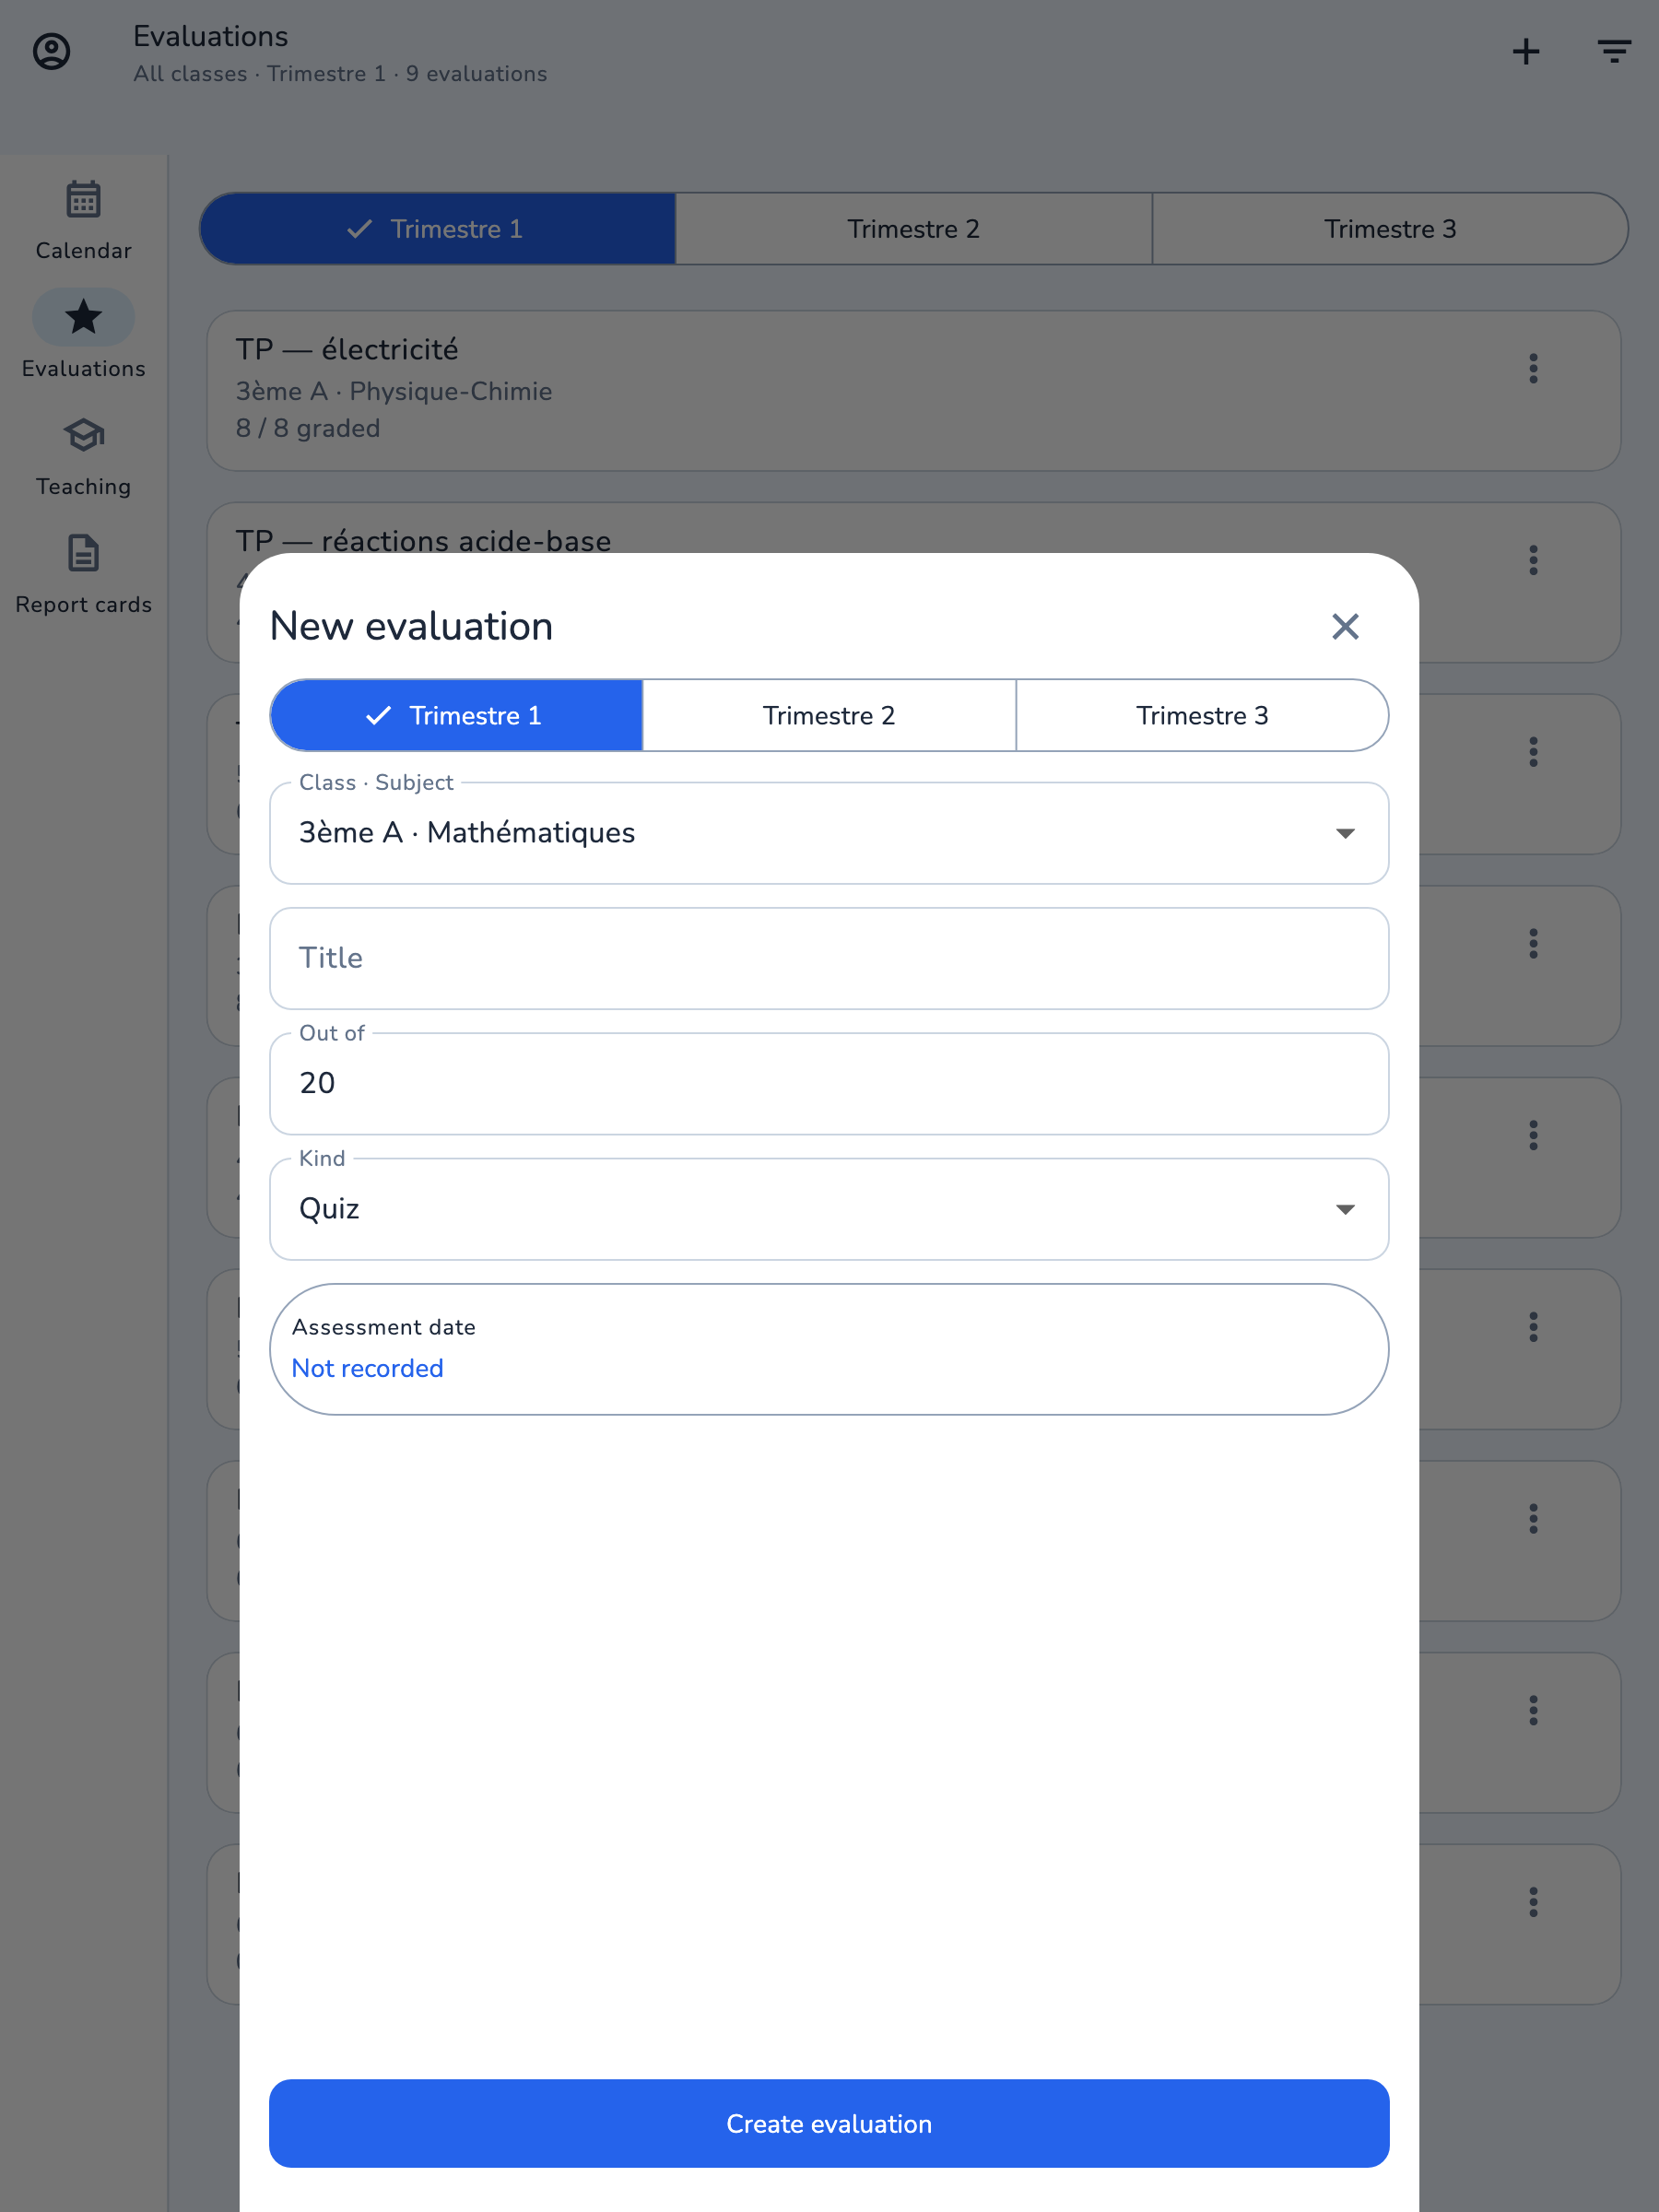 Evaluations
All classes · Trimestre 1 · 9 evaluations
Calendar
Evaluations
Teaching
Report cards
Trimestre 1
Trimestre 2
Trimestre 3
TP — électricité
3ème A · Physique-Chimie
8 / 8 graded
TP — réactions acide-base
New evaluation
Trimestre 1
Trimestre 2
Trimestre 3
Class · Subject
3ème A · Mathématiques
Title
Out of
20
Kind
Quiz
Assessment date
Not recorded
Create evaluation